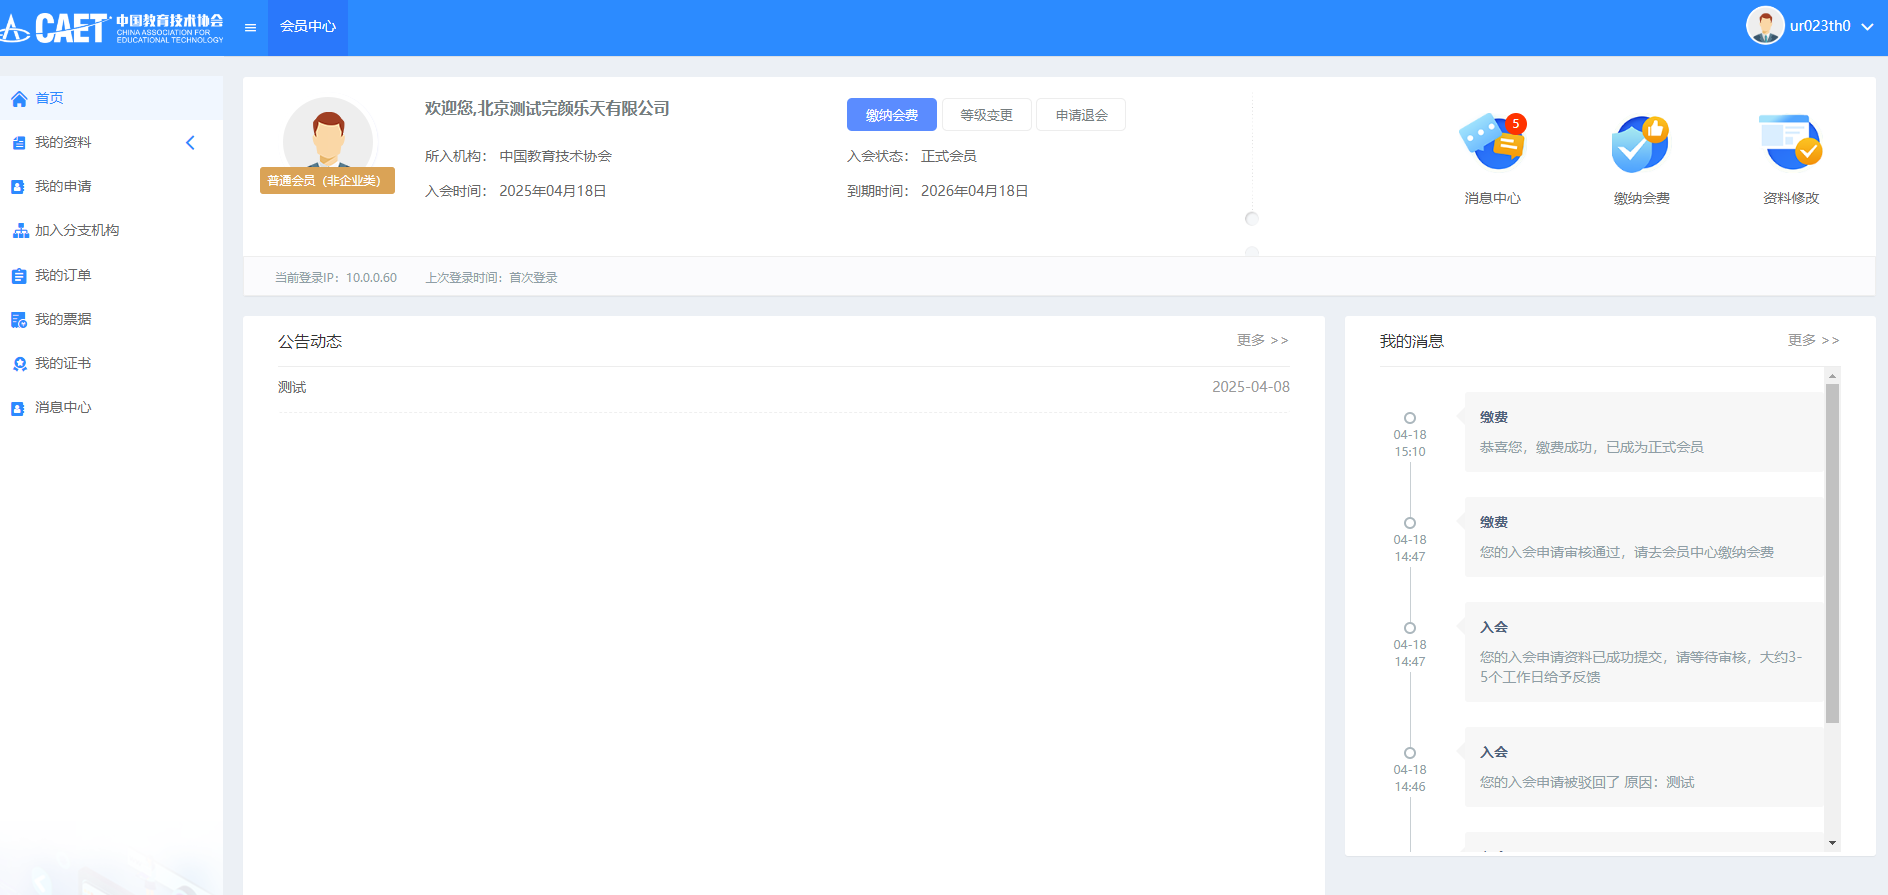 CAET 中国教育技术协会
CHINA ASSOCIATION FOR
EDUCATIONAL TECHNOLOGY
会员中心
ur023th0
首页
我的资料
我的申请
加入分支机构
我的订单
我的票据
我的证书
消息中心
普通会员（非企业类）
欢迎您,北京测试完颜乐天有限公司
所入机构： 中国教育技术协会
入会时间： 2025年04月18日
缴纳会费 等级变更 申请退会
入会状态： 正式会员
到期时间： 2026年04月18日
5
消息中心 缴纳会费 资料修改
当前登录IP：10.0.0.60 上次登录时间：首次登录
公告动态 更多 >>
测试 2025-04-08
我的消息 更多 >>
04-18
15:10
缴费
恭喜您，缴费成功，已成为正式会员
04-18
14:47
缴费
您的入会申请审核通过，请去会员中心缴纳会费
04-18
14:47
入会
您的入会申请资料已成功提交，请等待审核，大约3-
5个工作日给予反馈
04-18
14:46
入会
您的入会申请被驳回了 原因：测试